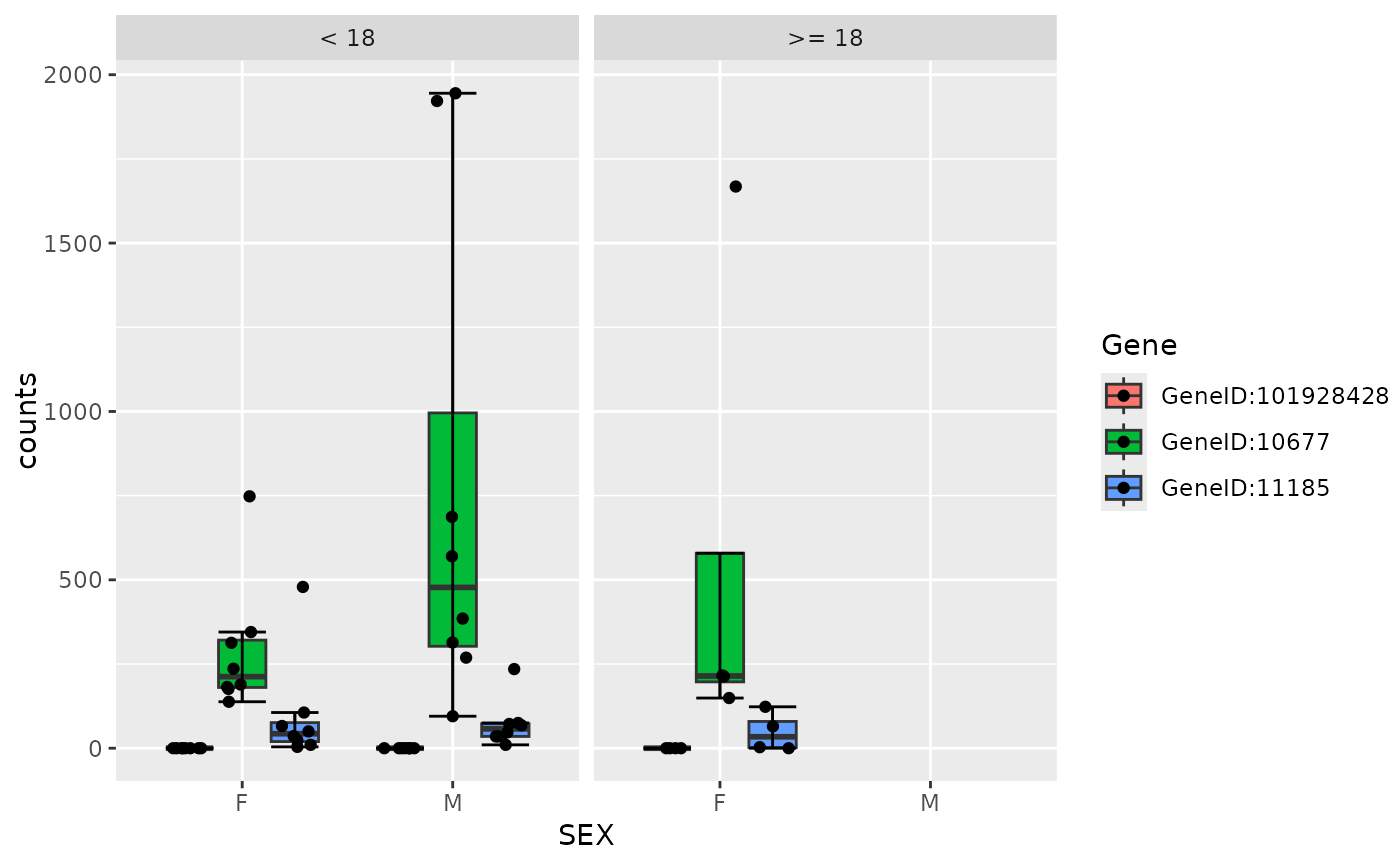 < 18
>= 18
counts
2000
1500
1000
500
0
F
M
F
M
SEX
Gene
GeneID:101928428
GeneID:10677
GeneID:11185